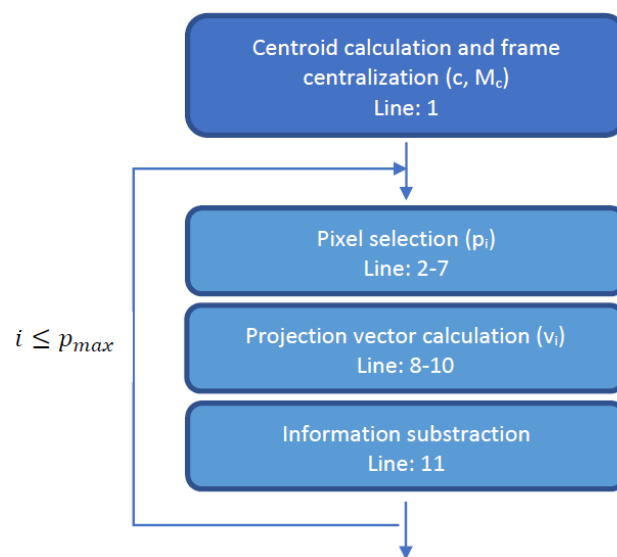 Centroid calculation and frame
centralization (c, M꜀)
Line: 1
Pixel selection (pᵢ)
Line: 2-7
i ≤ pₘₐₓ
Projection vector calculation (vᵢ)
Line: 8-10
Information substraction
Line: 11